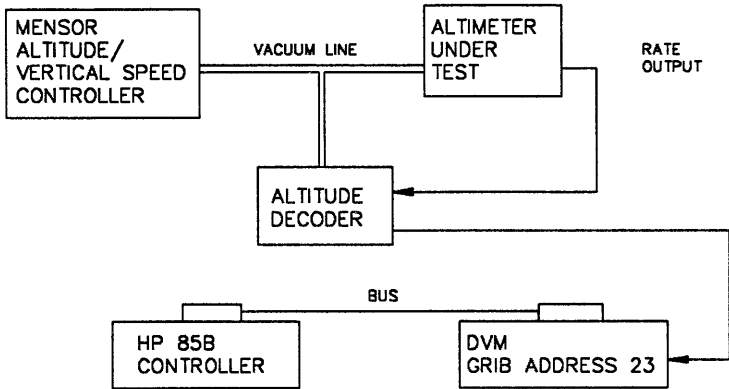 MENSOR
ALTITUDE/
VERTICAL SPEED
CONTROLLER
VACUUM LINE
ALTIMETER
UNDER
TEST
RATE
OUTPUT
ALTITUDE
DECODER
BUS
HP 85B
CONTROLLER
DVM
GRIB ADDRESS 23